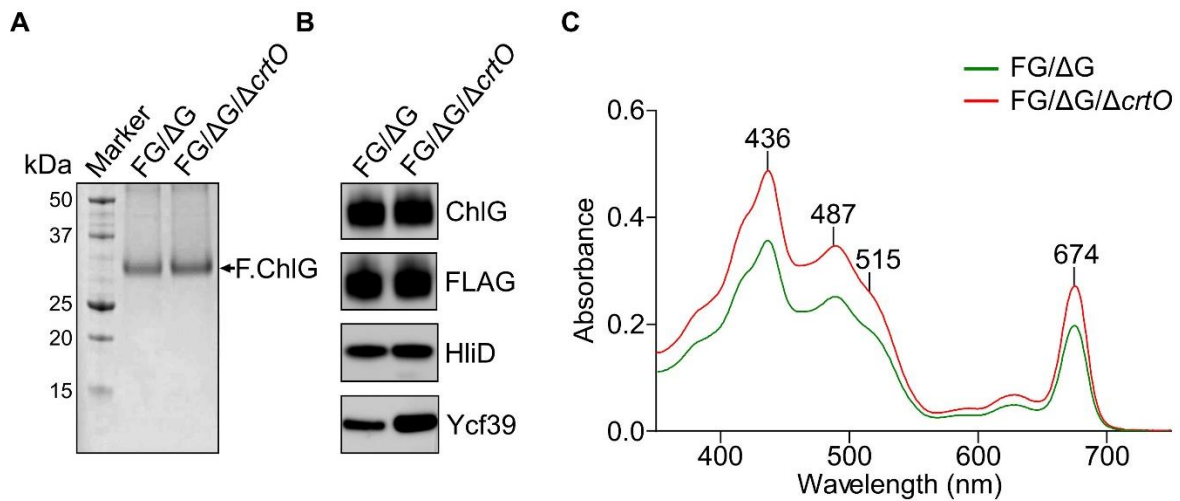 A
kDa
Marker
FG/ΔG
FG/ΔG/ΔcrtO
50
37
25
20
15
F.ChlG
B
FG/ΔG
FG/ΔG/ΔcrtO
ChlG
FLAG
HliD
Ycf39
C
FG/ΔG
FG/ΔG/ΔcrtO
Absorbance
0.6
0.4
0.2
0.0
436
487
515
674
400
500
600
700
Wavelength (nm)